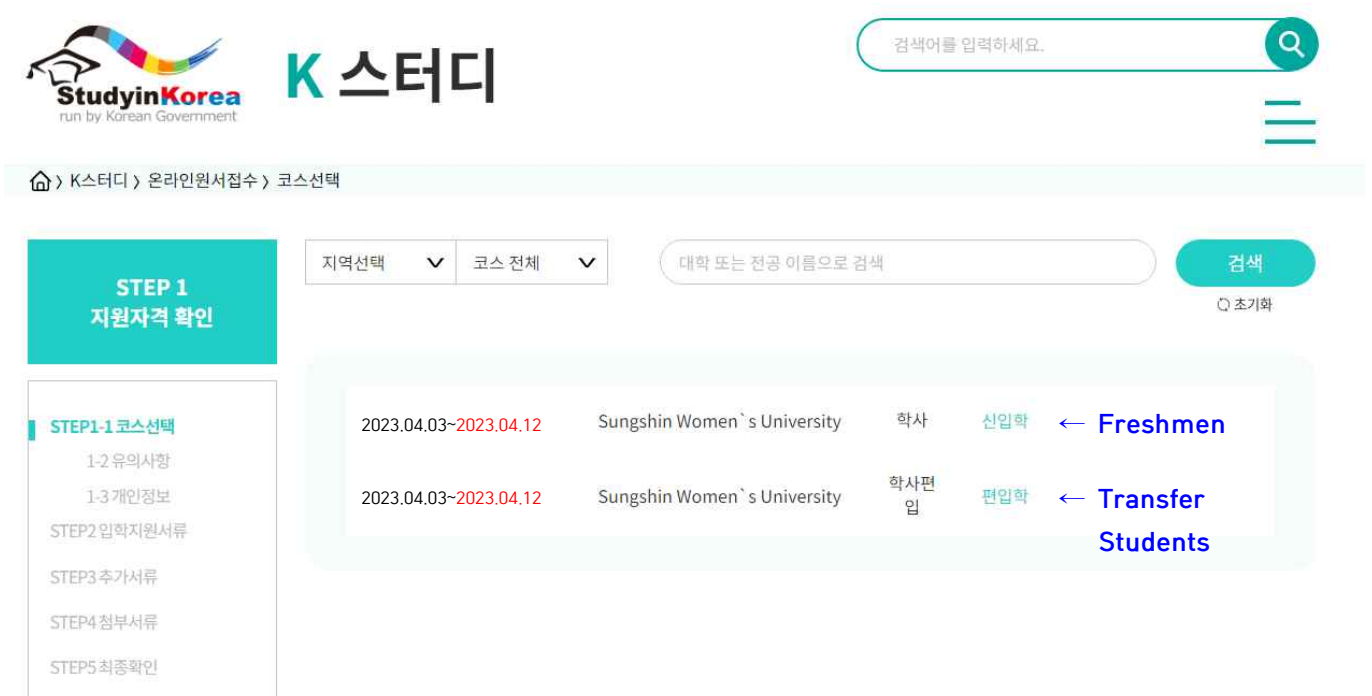 StudyinKorea
run by Korean Government
K 스터디
검색어를 입력하세요.
K스터디 〉 온라인원서접수 〉 코스선택
STEP 1
지원자격 확인
지역선택
코스 전체
대학 또는 전공 이름으로 검색
검색
초기화
STEP1-1 코스선택
1-2 유의사항
1-3 개인정보
STEP2 입학지원서류
STEP3 추가서류
STEP4 첨부서류
STEP5 최종확인
2023.04.03~2023.04.12 Sungshin Women`s University 학사 신입학 ← Freshmen
2023.04.03~2023.04.12 Sungshin Women`s University 학사편
입 편입학 ← Transfer
Students